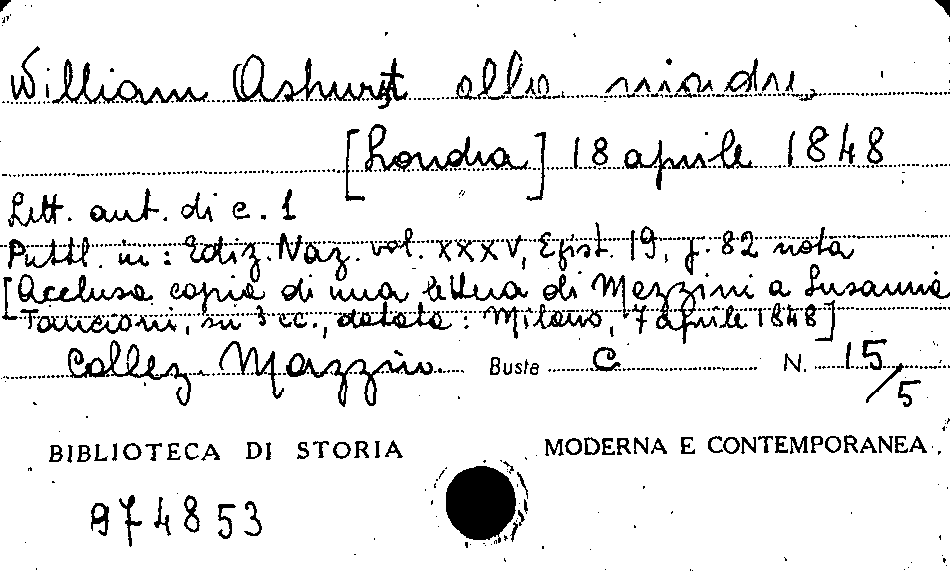 William Ashurst alla madre,
[Londra] 18 aprile 1848
Lett. aut. di c. 1
Pubbl. in: Ediz. Naz. vol. XXXV, Epist. 19, p. 82 nota
[Acclusa copia di una lettera di Mazzini a Susanna
Tancioni, su 3 cc., datata: Milano, 7 aprile 1848]
Collez. Mazzini Busta C N. 15/5
BIBLIOTECA DI STORIA MODERNA E CONTEMPORANEA
974853